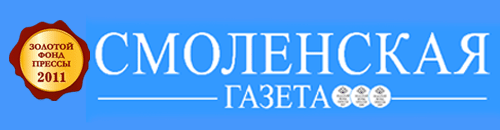 ЗОЛОТОЙ
ФОНД
ПРЕССЫ
2011
СМОЛЕНСКАЯ
ГАЗЕТА